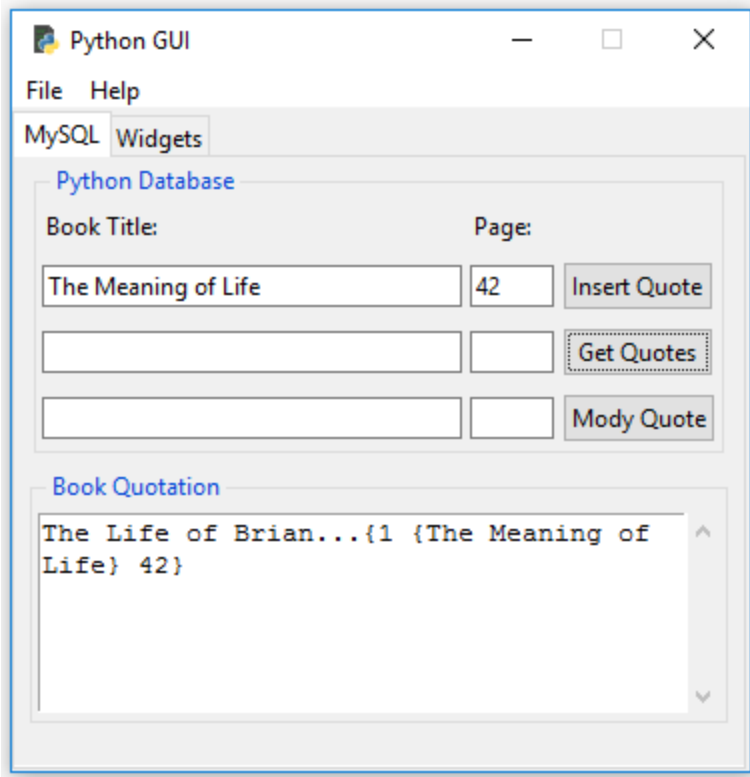 Python GUI
File Help
MySQL Widgets
Python Database
Book Title: Page:
The Meaning of Life 42 Insert Quote
Get Quotes
Mody Quote
Book Quotation
The Life of Brian...{1 {The Meaning of
Life} 42}